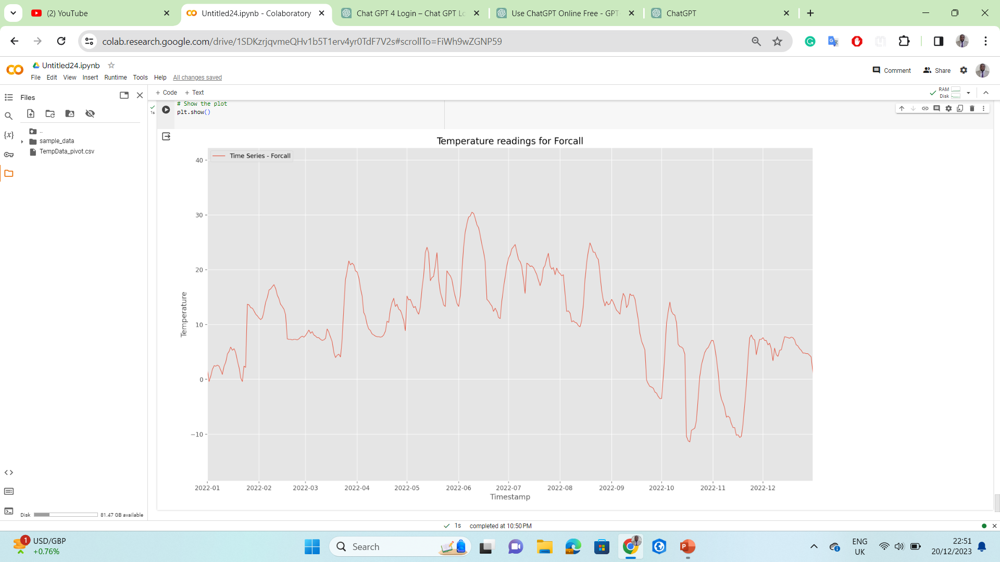 (2) YouTube
Untitled24.ipynb - Colaboratory
Chat GPT 4 Login – Chat GPT Lo
Use ChatGPT Online Free - GPT
ChatGPT
colab.research.google.com/drive/1SDKzrjqvmeQHv1b5T1erv4yr0TdF7V2s#scrollTo=FiWh9wZGNP59
Untitled24.ipynb
File Edit View Insert Runtime Tools Help All changes saved
Comment
Share
Files
+ Code + Text
RAM
Disk
..
sample_data
TempData_pivot.csv
1s
# Show the plot
plt.show()
Temperature readings for Forcall
Time Series - Forcall
40
30
20
10
0
−10
Temperature
2022-01 2022-02 2022-03 2022-04 2022-05 2022-06 2022-07 2022-08 2022-09 2022-10 2022-11 2022-12
Timestamp
Disk 81.47 GB available
1s completed at 10:50 PM
1
USD/GBP
+0.76%
Search
ENG
UK
22:51
20/12/2023